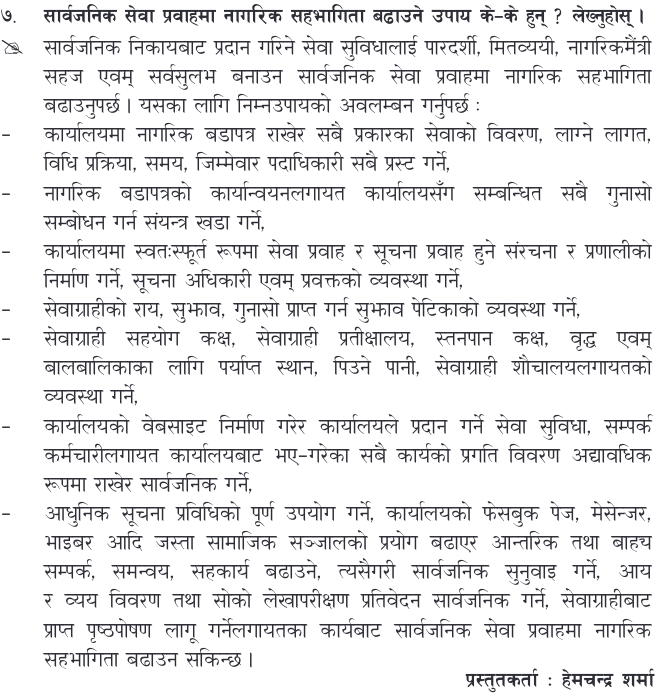 ७. सार्वजनिक सेवा प्रवाहमा नागरिक सहभागिता बढाउने उपाय के-के हुन् ? लेख्नुहोस् ।
सार्वजनिक निकायबाट प्रदान गरिने सेवा सुविधालाई पारदर्शी, मितव्ययी, नागरिकमैत्री
सहज एवम् सर्वसुलभ बनाउन सार्वजनिक सेवा प्रवाहमा नागरिक सहभागिता
बढाउनुपर्छ । यसका लागि निम्नउपायको अवलम्बन गर्नुपर्छ :
- कार्यालयमा नागरिक बडापत्र राखेर सबै प्रकारका सेवाको विवरण, लाग्ने लागत,
विधि प्रक्रिया, समय, जिम्मेवार पदाधिकारी सबै प्रस्ट गर्ने,
- नागरिक बडापत्रको कार्यान्वयनलगायत कार्यालयसँग सम्बन्धित सबै गुनासो
सम्बोधन गर्न संयन्त्र खडा गर्ने,
- कार्यालयमा स्वतःस्फूर्त रूपमा सेवा प्रवाह र सूचना प्रवाह हुने संरचना र प्रणालीको
निर्माण गर्ने, सूचना अधिकारी एवम् प्रवक्तको व्यवस्था गर्ने,
- सेवाग्राहीको राय, सुझाव, गुनासो प्राप्त गर्न सुझाव पेटिकाको व्यवस्था गर्ने,
- सेवाग्राही सहयोग कक्ष, सेवाग्राही प्रतीक्षालय, स्तनपान कक्ष, वृद्ध एवम्
बालबालिकाका लागि पर्याप्त स्थान, पिउने पानी, सेवाग्राही शौचालयलगायतको
व्यवस्था गर्ने,
- कार्यालयको वेबसाइट निर्माण गरेर कार्यालयले प्रदान गर्ने सेवा सुविधा, सम्पर्क
कर्मचारीलगायत कार्यालयबाट भए-गरेका सबै कार्यको प्रगति विवरण अद्यावधिक
रूपमा राखेर सार्वजनिक गर्ने,
- आधुनिक सूचना प्रविधिको पूर्ण उपयोग गर्ने, कार्यालयको फेसबुक पेज, मेसेन्जर,
भाइबर आदि जस्ता सामाजिक सञ्जालको प्रयोग बढाएर आन्तरिक तथा बाह्य
सम्पर्क, समन्वय, सहकार्य बढाउने, त्यसैगरी सार्वजनिक सुनुवाइ गर्ने, आय
र व्यय विवरण तथा सोको लेखापरीक्षण प्रतिवेदन सार्वजनिक गर्ने, सेवाग्राहीबाट
प्राप्त पृष्ठपोषण लागू गर्नेलगायतका कार्यबाट सार्वजनिक सेवा प्रवाहमा नागरिक
सहभागिता बढाउन सकिन्छ ।
प्रस्तुतकर्ता : हेमचन्द्र शर्मा